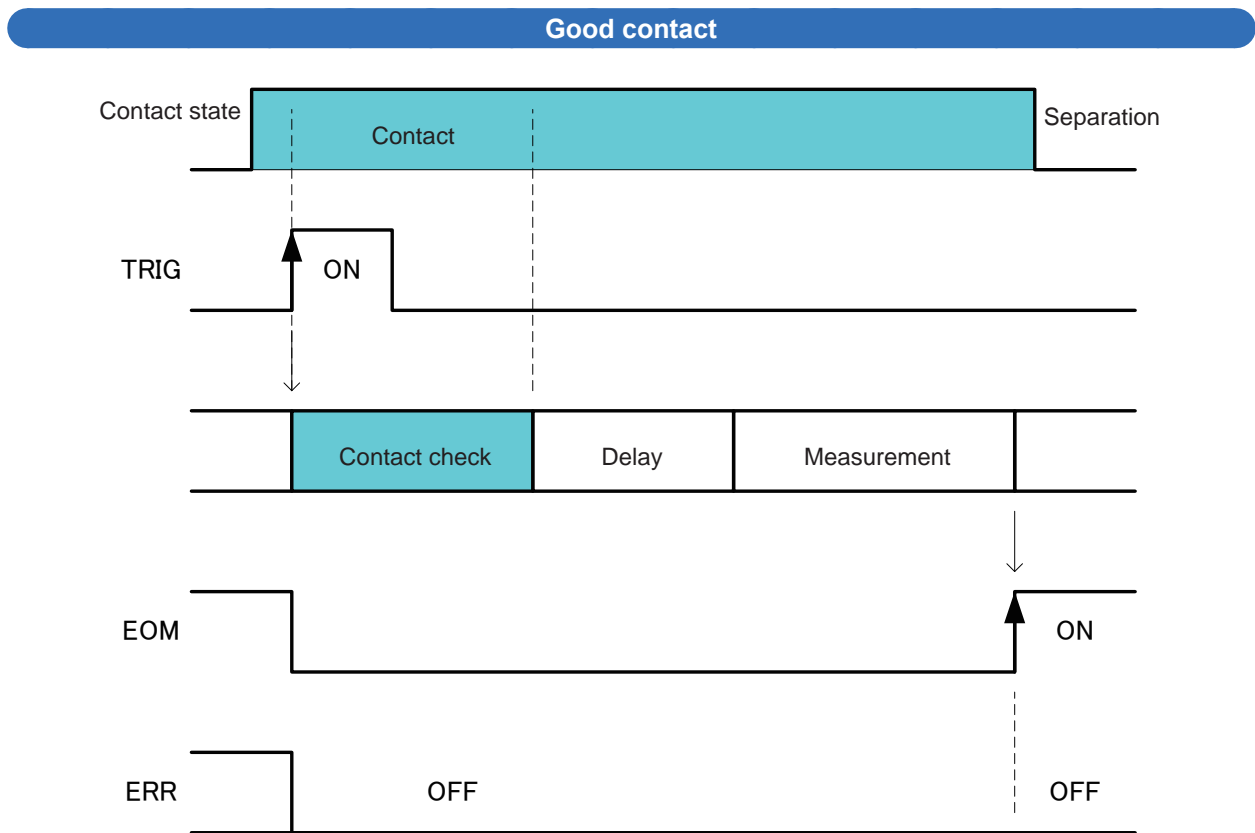 Good contact
Contact state
Contact
Separation
TRIG
ON
Contact check
Delay
Measurement
EOM
ON
ERR
OFF
OFF